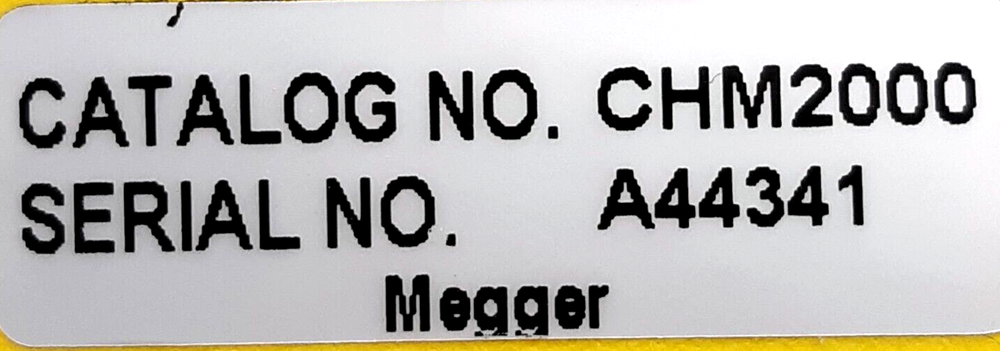 CATALOG NO. CHM2000
SERIAL NO. A44341
Megger